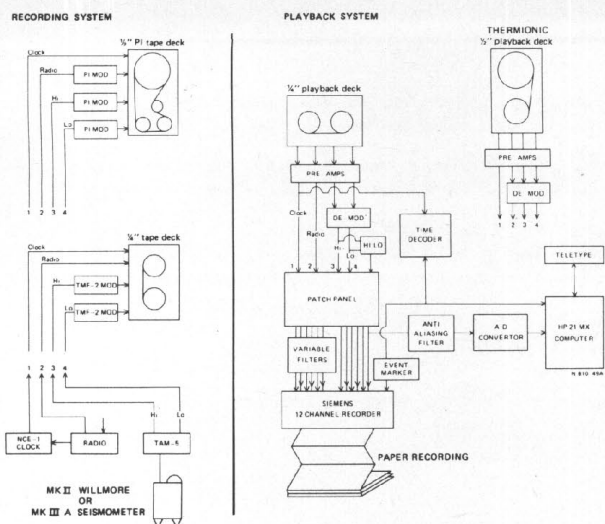 RECORDING SYSTEM
½" PI tape deck
Clock
Radio
PI MOD
Hi
PI MOD
Lo
PI MOD
1 2 3 4
¼" tape deck
Clock
Radio
Hi
TMF-2 MOD
Lo
TMF-2 MOD
1 2 3 4
Hi
Lo
NCE-1
CLOCK
RADIO
TAM-5
MK II WILLMORE
OR
MK III A SEISMOMETER
PLAYBACK SYSTEM
THERMIONIC
½" playback deck
¼" playback deck
PRE AMPS
PRE AMPS
DE MOD
1 2 3 4
Clock
Radio
DE MOD
Hi
Lo
HI LO
TIME
DECODER
TELETYPE
1 2 3 4
PATCH PANEL
VARIABLE
FILTERS
ANTI
ALIASING
FILTER
A D
CONVERTOR
HP 21 MX
COMPUTER
EVENT
MARKER
SIEMENS
12 CHANNEL RECORDER
PAPER RECORDING